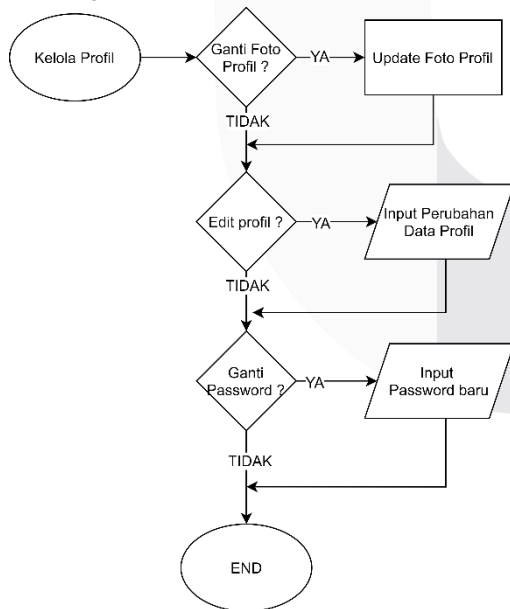 Kelola Profil
Ganti Foto
Profil ?
YA
Update Foto Profil
TIDAK
Edit profil ?
YA
Input Perubahan
Data Profil
TIDAK
Ganti
Password ?
YA
Input
Password baru
TIDAK
END